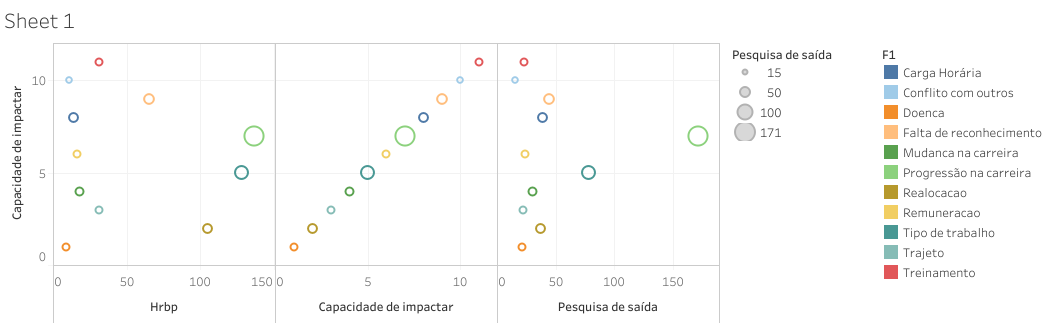 Sheet 1
Capacidade de impactar
10
5
0
0 50 100 150
Hrbp
0 5 10
Capacidade de impactar
0 50 100 150
Pesquisa de saída
Pesquisa de saída
15
50
100
171
F1
Carga Horária
Conflito com outros
Doenca
Falta de reconhecimento
Mudanca na carreira
Progressão na carreira
Realocacao
Remuneracao
Tipo de trabalho
Trajeto
Treinamento